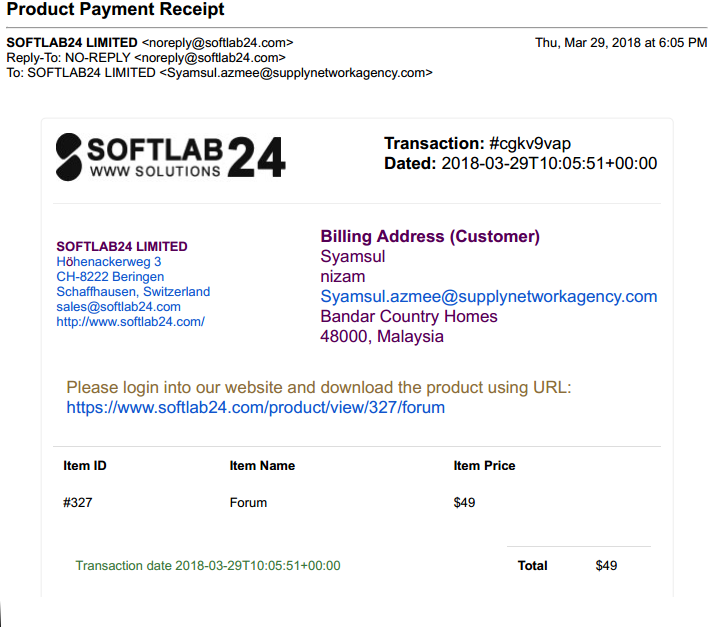 Product Payment Receipt
SOFTLAB24 LIMITED <noreply@softlab24.com> Thu, Mar 29, 2018 at 6:05 PM
Reply-To: NO-REPLY <noreply@softlab24.com>
To: SOFTLAB24 LIMITED <Syamsul.azmee@supplynetworkagency.com>
SOFTLAB 24
WWW SOLUTIONS
Transaction: #cgkv9vap
Dated: 2018-03-29T10:05:51+00:00
SOFTLAB24 LIMITED
Höhenackerweg 3
CH-8222 Beringen
Schaffhausen, Switzerland
sales@softlab24.com
http://www.softlab24.com/
Billing Address (Customer)
Syamsul
nizam
Syamsul.azmee@supplynetworkagency.com
Bandar Country Homes
48000, Malaysia
Please login into our website and download the product using URL:
https://www.softlab24.com/product/view/327/forum
Item ID Item Name Item Price
#327 Forum $49
Transaction date 2018-03-29T10:05:51+00:00 Total $49